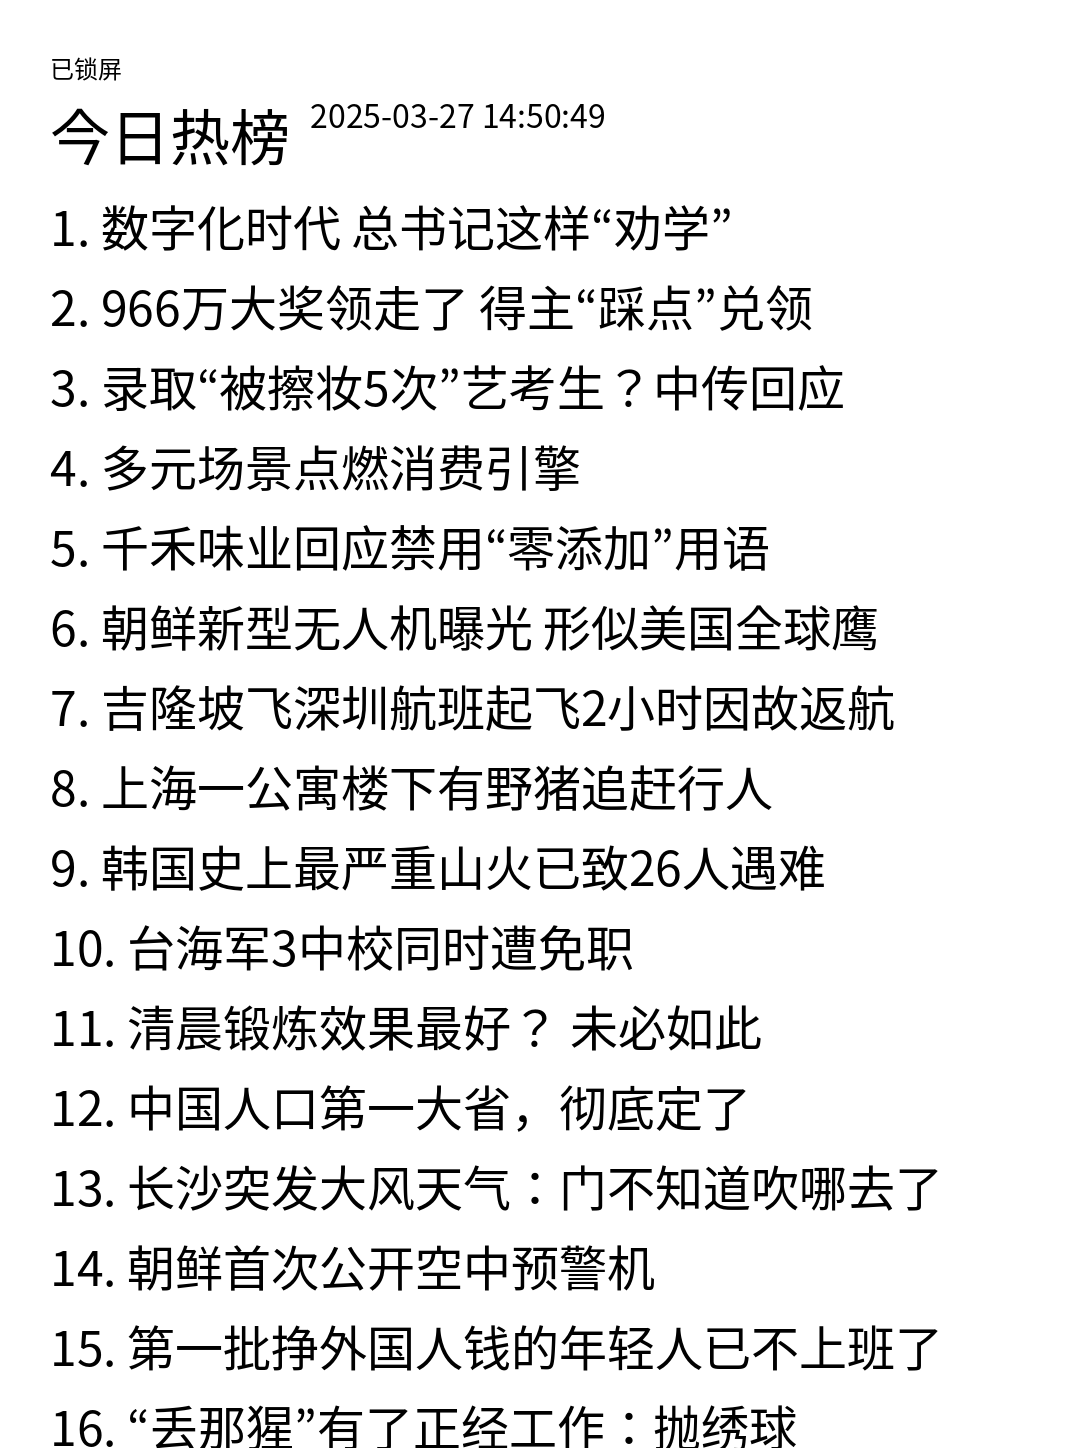 已锁屏
今日热榜 2025-03-27 14:50:49
1. 数字化时代 总书记这样“劝学”
2. 966万大奖领走了 得主“踩点”兑领
3. 录取“被擦妆5次”艺考生？中传回应
4. 多元场景点燃消费引擎
5. 千禾味业回应禁用“零添加”用语
6. 朝鲜新型无人机曝光 形似美国全球鹰
7. 吉隆坡飞深圳航班起飞2小时因故返航
8. 上海一公寓楼下有野猪追赶行人
9. 韩国史上最严重山火已致26人遇难
10. 台海军3中校同时遭免职
11. 清晨锻炼效果最好？ 未必如此
12. 中国人口第一大省，彻底定了
13. 长沙突发大风天气：门不知道吹哪去了
14. 朝鲜首次公开空中预警机
15. 第一批挣外国人钱的年轻人已不上班了
16. “丢那猩”有了正经工作：抛绣球